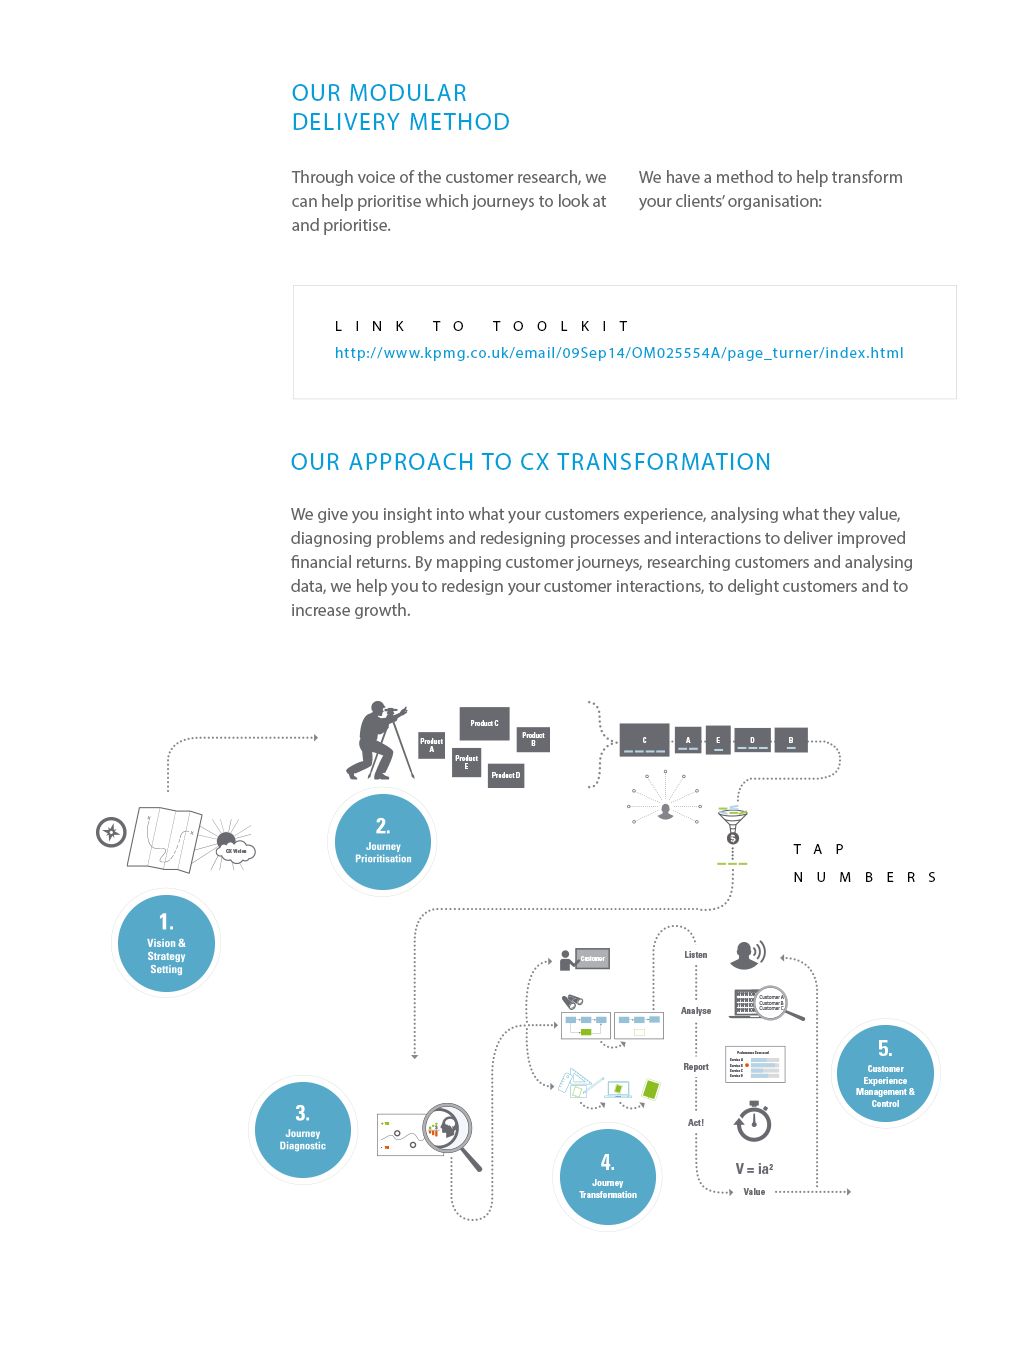 OUR MODULAR
DELIVERY METHOD
Through voice of the customer research, we
can help prioritise which journeys to look at
and prioritise.
We have a method to help transform
your clients’ organisation:
LINK TO TOOLKIT
http://www.kpmg.co.uk/email/09Sep14/OM025554A/page_turner/index.html
OUR APPROACH TO CX TRANSFORMATION
We give you insight into what your customers experience, analysing what they value,
diagnosing problems and redesigning processes and interactions to deliver improved
financial returns. By mapping customer journeys, researching customers and analysing
data, we help you to redesign your customer interactions, to delight customers and to
increase growth.
CX Vision
1.
Vision &
Strategy
Setting
2.
Journey
Prioritisation
Product
A
Product C
Product
E
Product
B
Product D
C
A
E
D
B
$
TAP
NUMBERS
3.
Journey
Diagnostic
Customer
4.
Journey
Transformation
Listen
Analyse
Customer A
Customer B
Customer C
Report
Service A
Service B
Service C
Service D
Act!
V = ia²
Value
5.
Customer
Experience
Management &
Control